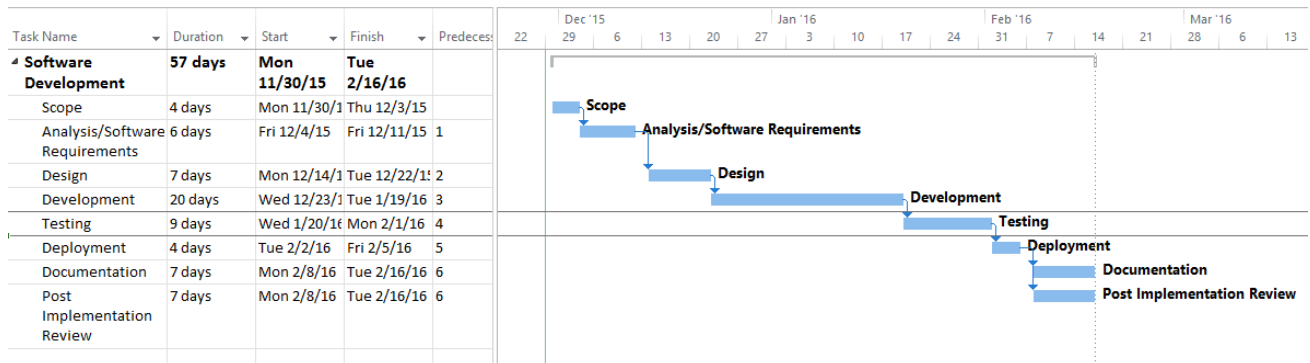 Dec '15 Jan '16 Feb '16 Mar '16
Task Name Duration Start Finish Predecess 22 29 6 13 20 27 3 10 17 24 31 7 14 21 28 6 13
Software 57 days Mon Tue
Development 11/30/15 2/16/16
Scope 4 days Mon 11/30/1 Thu 12/3/15 Scope
Analysis/Software 6 days Fri 12/4/15 Fri 12/11/15 1 Analysis/Software Requirements
Requirements
Design 7 days Mon 12/14/1 Tue 12/22/1 2 Design
Development 20 days Wed 12/23/1 Tue 1/19/16 3 Development
Testing 9 days Wed 1/20/16 Mon 2/1/16 4 Testing
Deployment 4 days Tue 2/2/16 Fri 2/5/16 5 Deployment
Documentation 7 days Mon 2/8/16 Tue 2/16/16 6 Documentation
Post 7 days Mon 2/8/16 Tue 2/16/16 6 Post Implementation Review
Implementation
Review